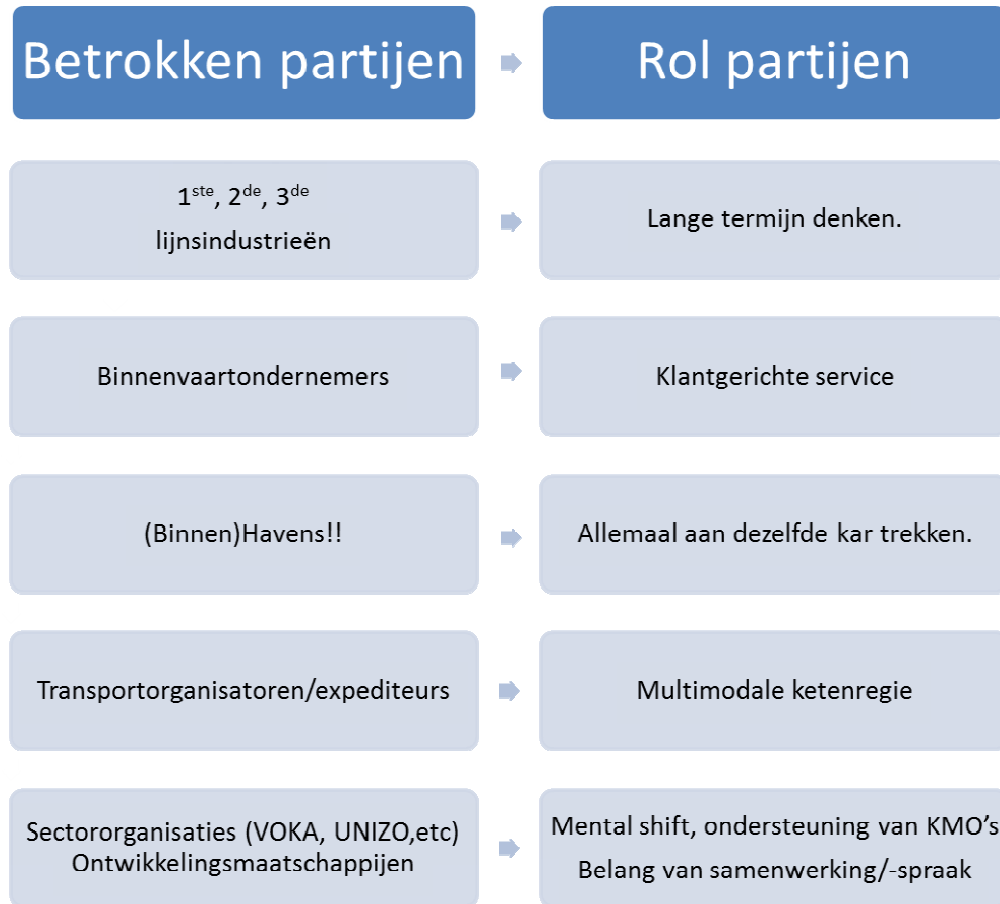 Betrokken partijen
Rol partijen
1ste, 2de, 3de
lijnsindustrieën
Lange termijn denken.
Binnenvaartondernemers
Klantgerichte service
(Binnen)Havens!!
Allemaal aan dezelfde kar trekken.
Transportorganisatoren/expediteurs
Multimodale ketenregie
Sectororganisaties (VOKA, UNIZO,etc)
Ontwikkelingsmaatschappijen
Mental shift, ondersteuning van KMO’s
Belang van samenwerking/-spraak